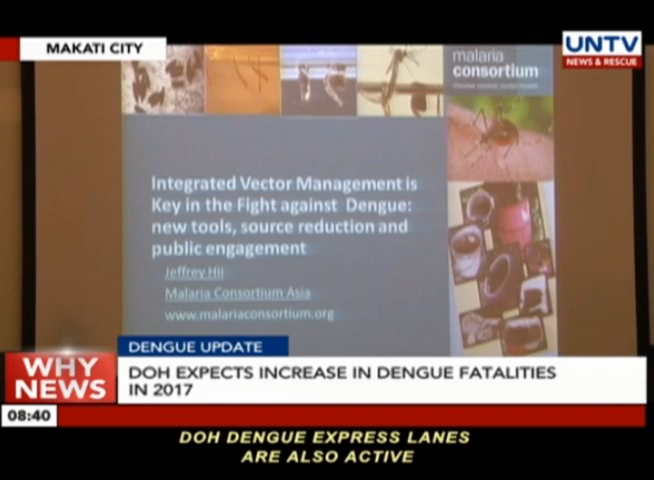 MAKATI CITY
UNTV
NEWS & RESCUE
malaria
consortium
Integrated Vector Management is
Key in the Fight against Dengue:
new tools, source reduction and
public engagement
Jeffrey Hii
Malaria Consortium Asia
www.malariaconsortium.org
DENGUE UPDATE
WHY
NEWS
DOH EXPECTS INCREASE IN DENGUE FATALITIES
IN 2017
08:40
DOH DENGUE EXPRESS LANES
ARE ALSO ACTIVE